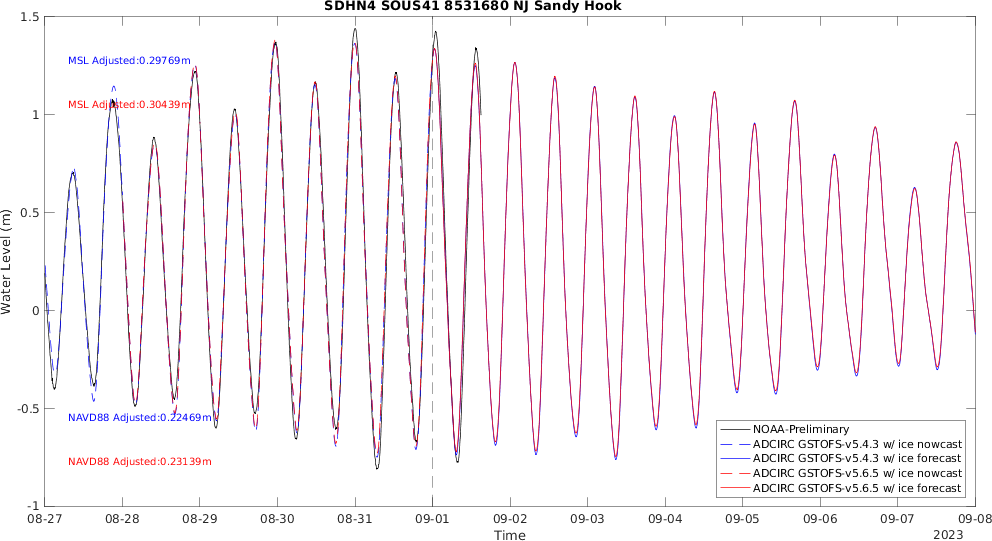 SDHN4 SOUS41 8531680 NJ Sandy Hook
1.5
1
0.5
0
-0.5
-1
Water Level (m)
MSL Adjusted:0.29769m
MSL Adjusted:0.30439m
NAVD88 Adjusted:0.22469m
NAVD88 Adjusted:0.23139m
NOAA-Preliminary
ADCIRC GSTOFS-v5.4.3 w/ ice nowcast
ADCIRC GSTOFS-v5.4.3 w/ ice forecast
ADCIRC GSTOFS-v5.6.5 w/ ice nowcast
ADCIRC GSTOFS-v5.6.5 w/ ice forecast
08-27 08-28 08-29 08-30 08-31 09-01 09-02 09-03 09-04 09-05 09-06 09-07 09-08
Time
2023